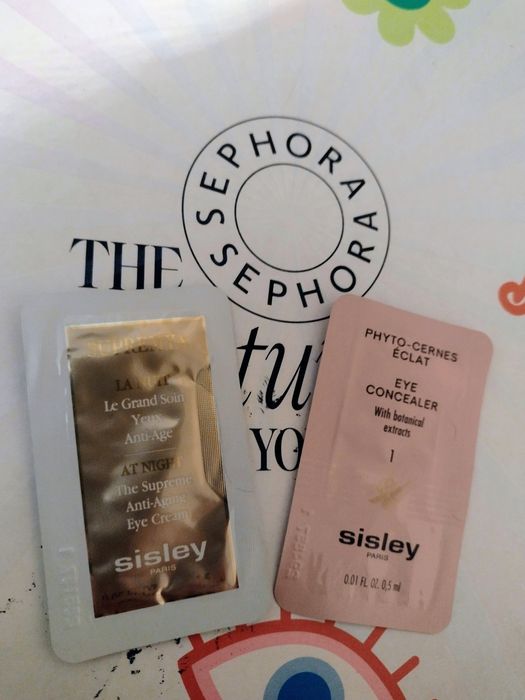 SEPHORA SEPHORA
THE
tu
YO
SUPREMŸA
LA NUIT
Le Grand Soin
Yeux
Anti-Age
AT NIGHT
The Supreme
Anti-Aging
Eye Cream
sisley
PARIS
PHYTO-CERNES
ÉCLAT
EYE
CONCEALER
With botanical
extracts
1
sisley
PARIS
0.01 FL. OZ. 0,5 ml